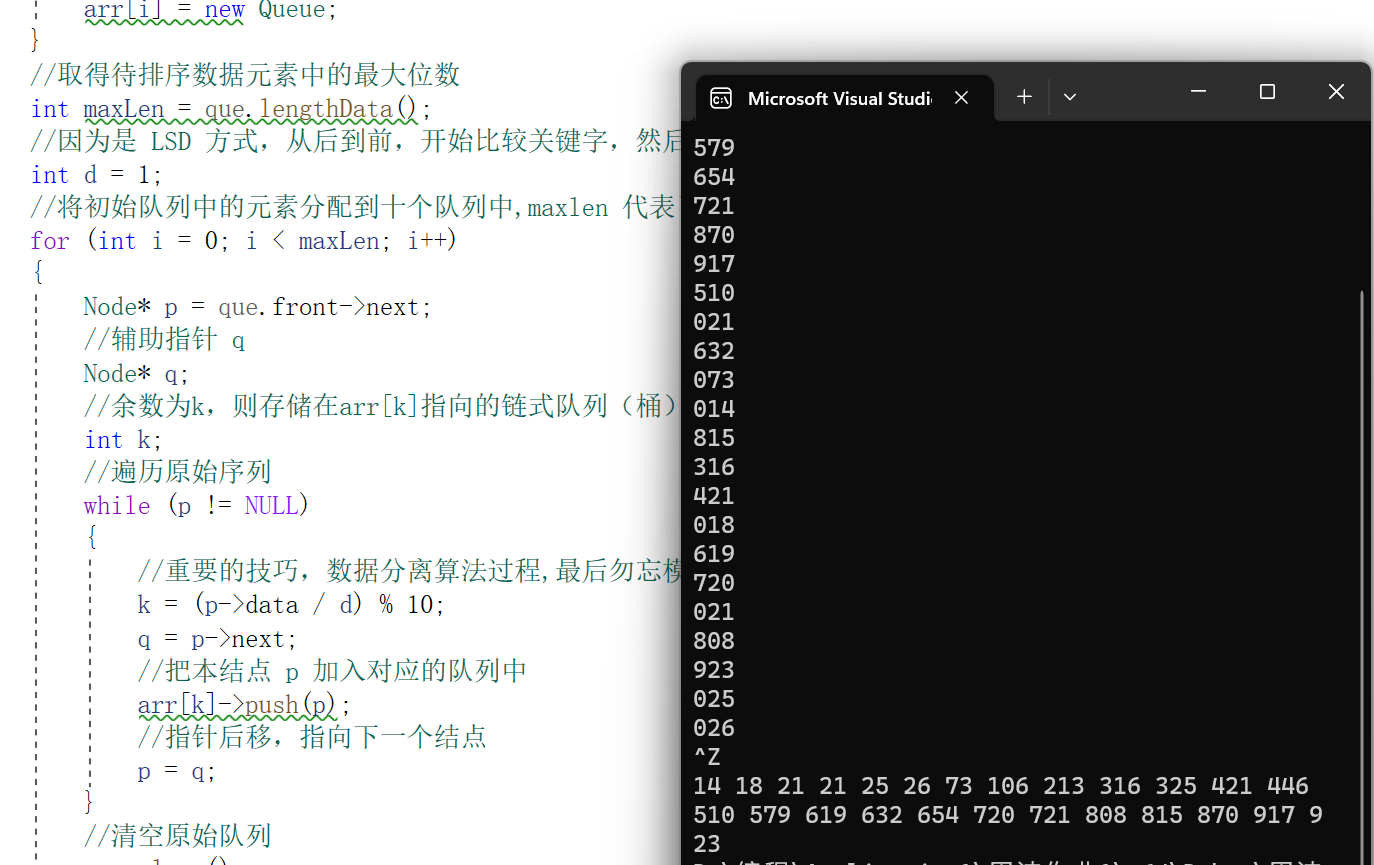 arr[i] = new Queue;
}
//取得待排序数据元素中的最大位数
int maxLen = que.lengthData();
//因为是 LSD 方式，从后到前，开始比较关键字，然后
int d = 1;
//将初始队列中的元素分配到十个队列中,maxlen 代表
for (int i = 0; i < maxLen; i++)
{
Node* p = que.front->next;
//辅助指针 q
Node* q;
//余数为k，则存储在arr[k]指向的链式队列（桶）
int k;
//遍历原始序列
while (p != NULL)
{
//重要的技巧，数据分离算法过程,最后勿忘模
k = (p->data / d) % 10;
q = p->next;
//把本结点 p 加入对应的队列中
arr[k]->push(p);
//指针后移，指向下一个结点
p = q;
}
//清空原始队列
Microsoft Visual Studi
579
654
721
870
917
510
021
632
073
014
815
316
421
018
619
720
021
808
923
025
026
^Z
14 18 21 21 25 26 73 106 213 316 325 421 446
510 579 619 632 654 720 721 808 815 870 917 9
23